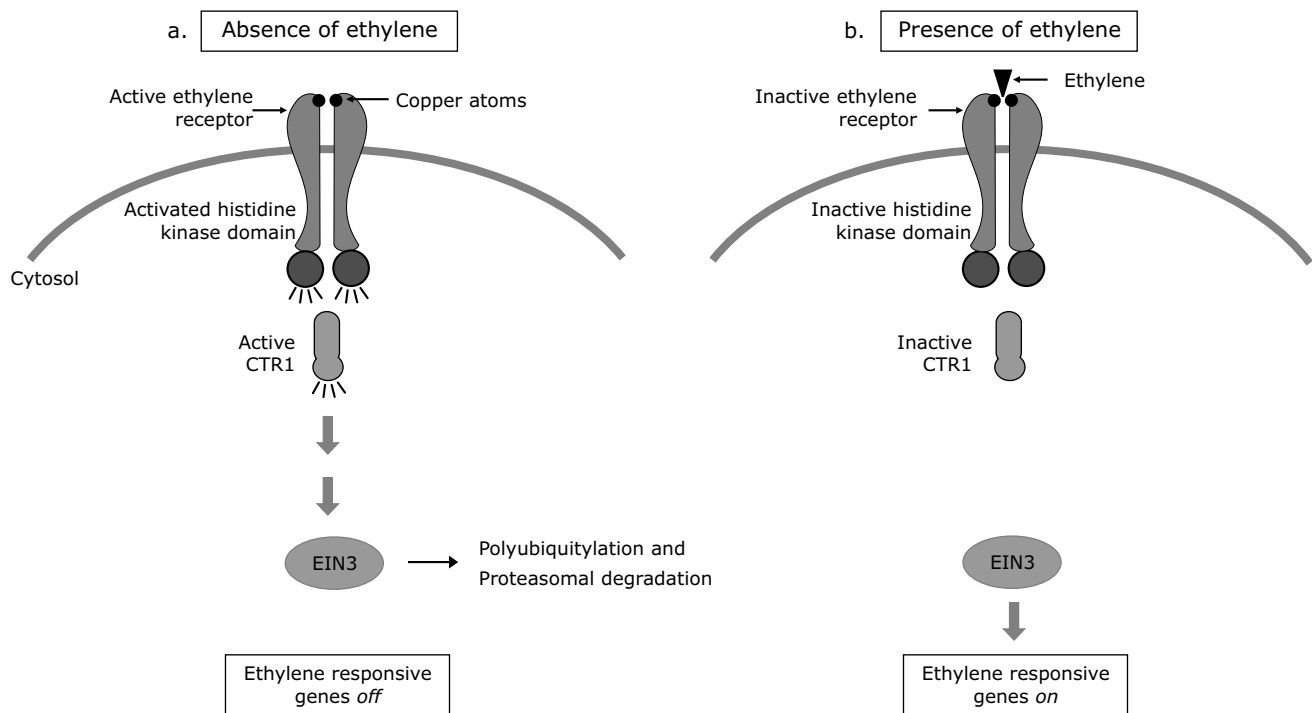 a.
Absence of ethylene
Active ethylene
receptor
Copper atoms
Activated histidine
kinase domain
Cytosol
Active
CTR1
EIN3
Polyubiquitylation and
Proteasomal degradation
Ethylene responsive
genes off
b.
Presence of ethylene
Ethylene
Inactive ethylene
receptor
Inactive histidine
kinase domain
Inactive
CTR1
EIN3
Ethylene responsive
genes on